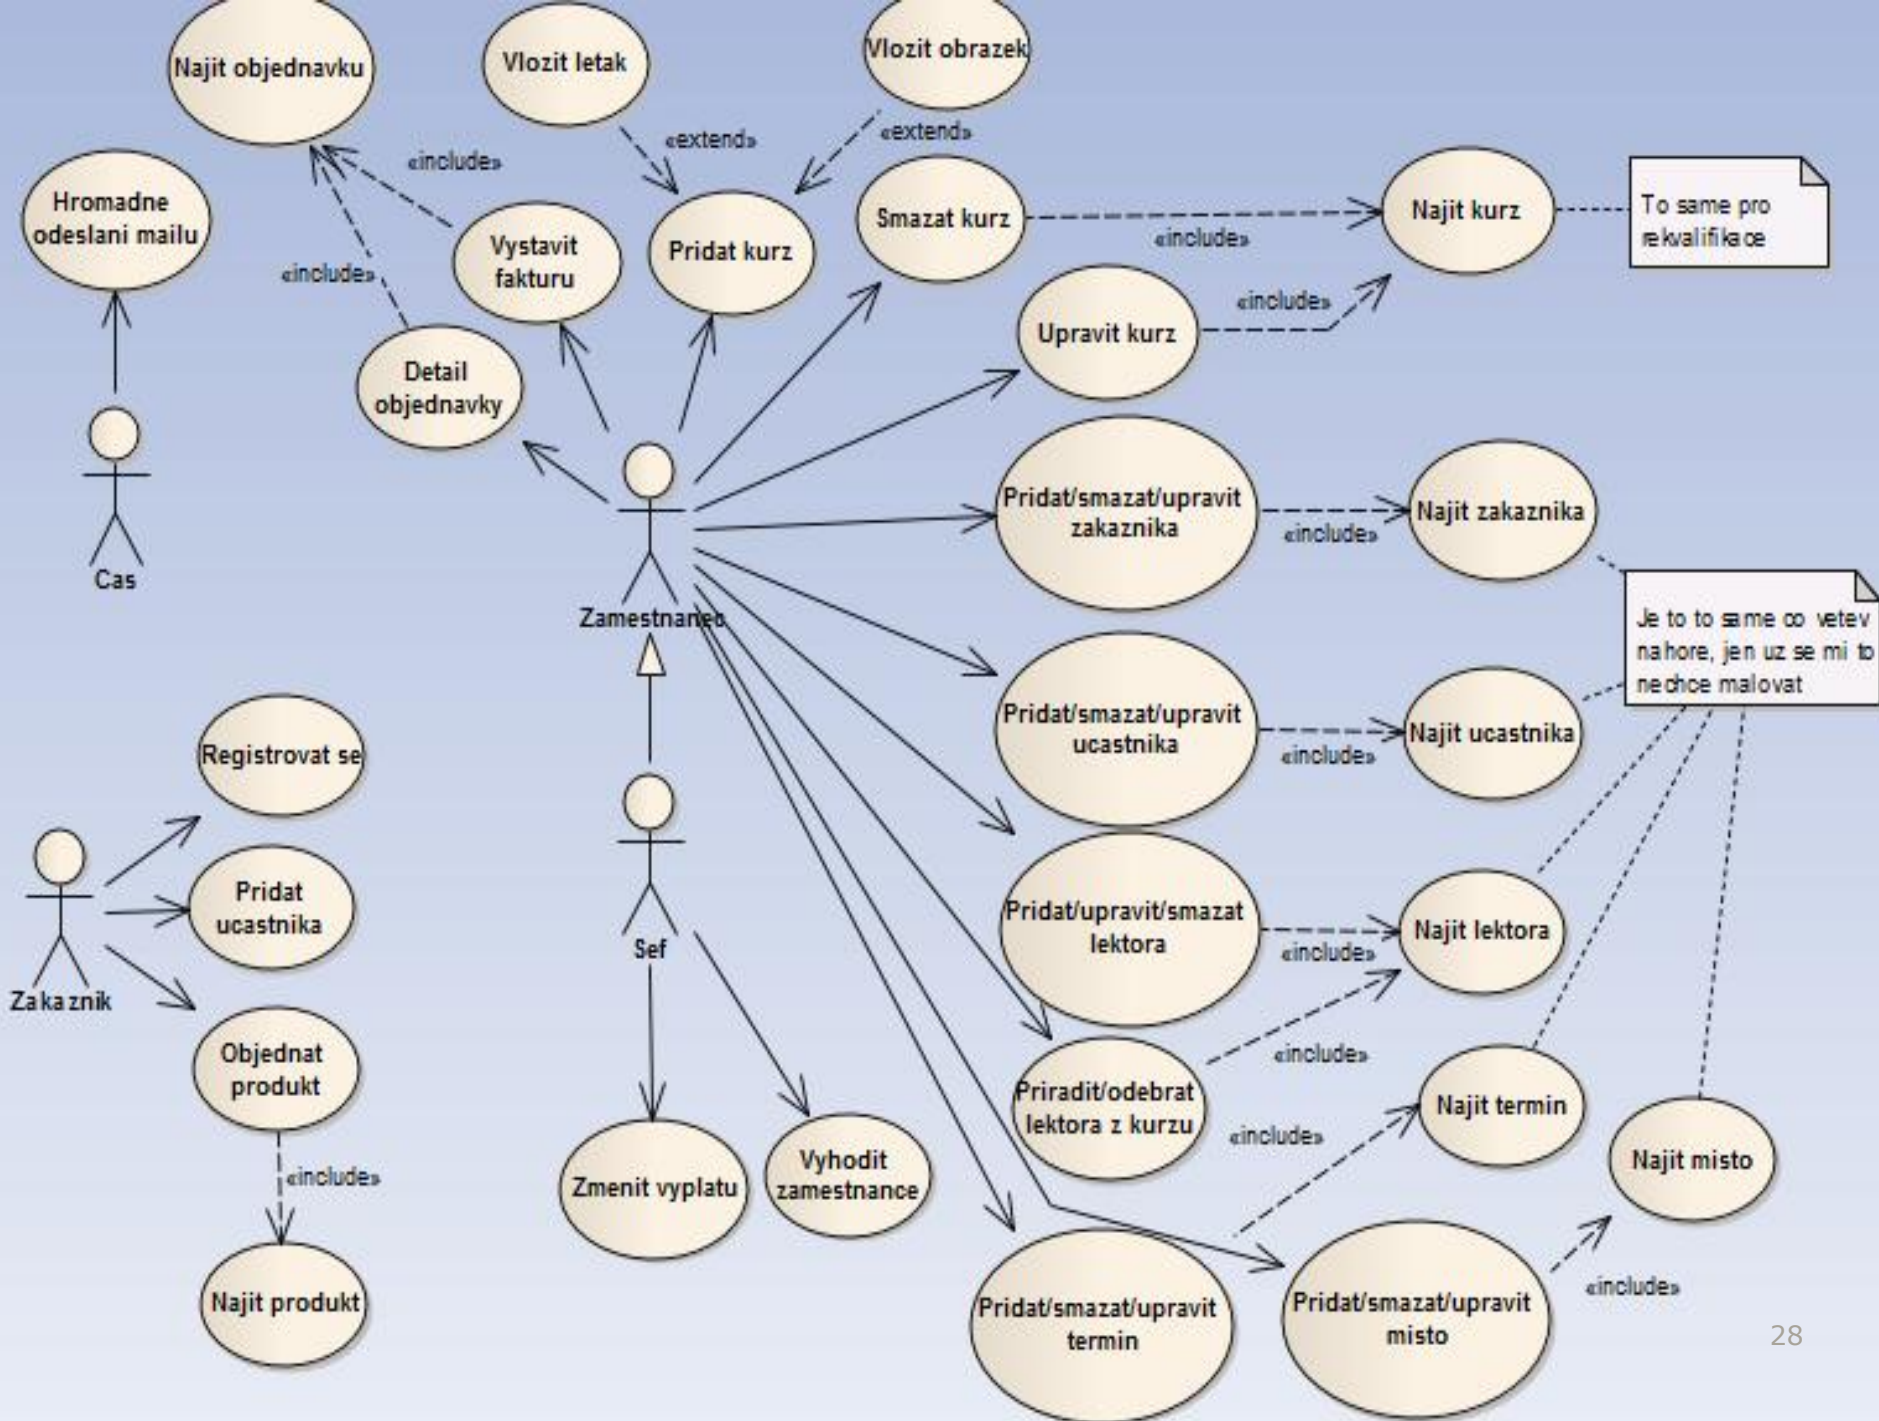 Najit objednavku
Vlozit letak
Vlozit obrazek
«extend»
«extend»
«include»
Hromadne
odeslani mailu
Vystavit
fakturu
Pridat kurz
Smazat kurz
«include»
Najit kurz
To same pro
rekvalifikace
«include»
Detail
objednavky
Upravit kurz
«include»
Cas
Zamestnanec
Pridat/smazat/upravit
zakaznika
«include»
Najit zakaznika
Je to to same co vetev
nahore, jen uz se mi to
nechce malovat
Pridat/smazat/upravit
ucastnika
«include»
Najit ucastnika
Registrovat se
Pridat
ucastnika
Zakaznik
Objednat
produkt
«include»
Najit produkt
Sef
Zmenit vyplatu
Vyhodit
zamestnance
Pridat/upravit/smazat
lektora
«include»
Najit lektora
«include»
Priradit/odebrat
lektora z kurzu
«include»
Najit termin
Najit misto
Pridat/smazat/upravit
termin
Pridat/smazat/upravit
misto
«include»
28